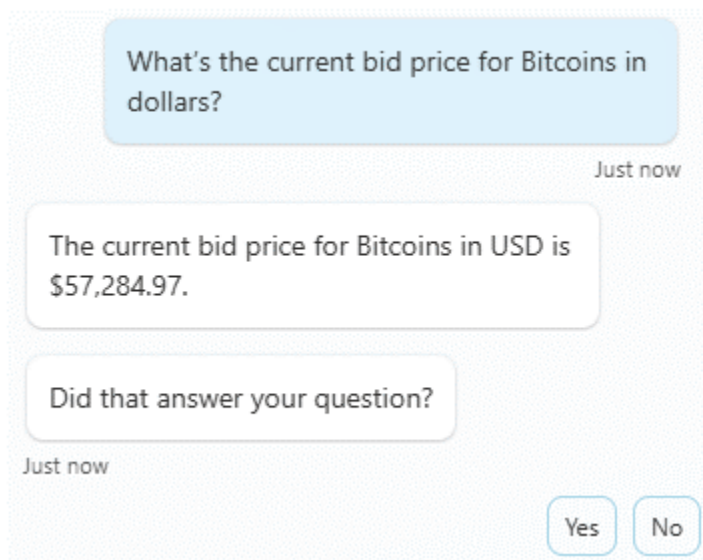 What’s the current bid price for Bitcoins in
dollars?
Just now
The current bid price for Bitcoins in USD is
$57,284.97.
Did that answer your question?
Just now
Yes
No